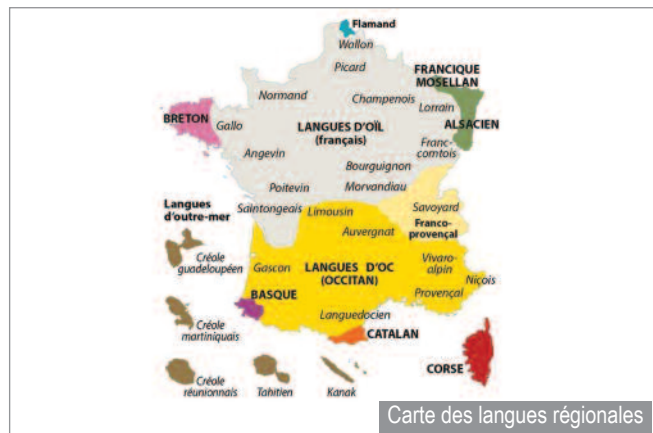 Flamand
Wallon
Picard
FRANCIQUE
MOSELLAN
Normand
Champenois
Lorrain
BRETON
Gallo
LANGUES D'OÏL
(français)
ALSACIEN
Angevin
Franc-
comtois
Bourguignon
Poitevin
Morvandiau
Langues
d'outre-mer
Saintongeais
Limousin
Savoyard
Auvergnat
Franco-
provençal
Créole
guadeloupéen
Gascon
LANGUES D'OC
(OCCITAN)
Vivaro-
alpin
Niçois
BASQUE
Provençal
Languedocien
Créole
martiniquais
CATALAN
CORSE
Créole
réunionnais
Tahitien
Kanak
Carte des langues régionales